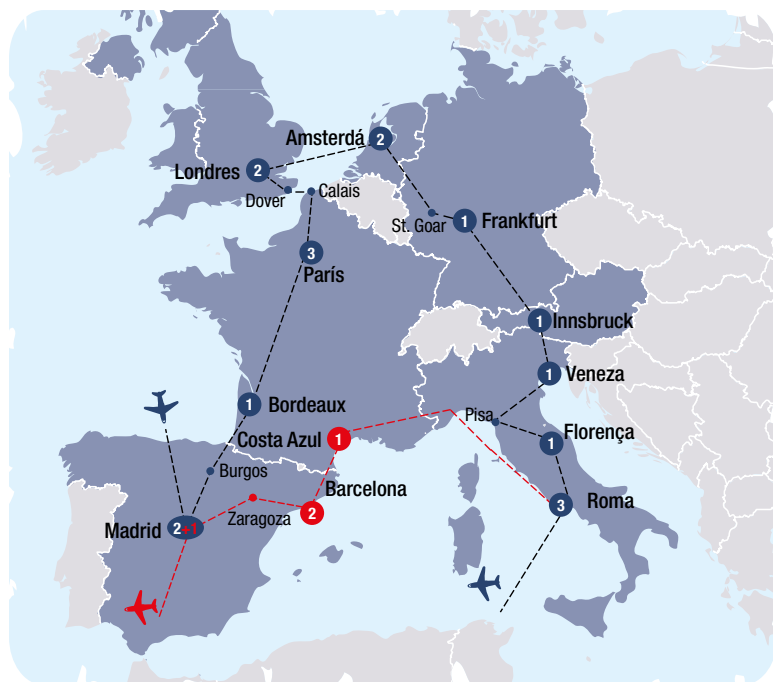 Amsterdá
2
Londres
2
Dover
Calais
St. Goar
1
Frankfurt
3
París
1
Innsbruck
1
Veneza
1
Bordeaux
Pisa
Costa Azul
1
1
Florença
Burgos
Barcelona
2
Zaragoza
Madrid
2+1
3
Roma